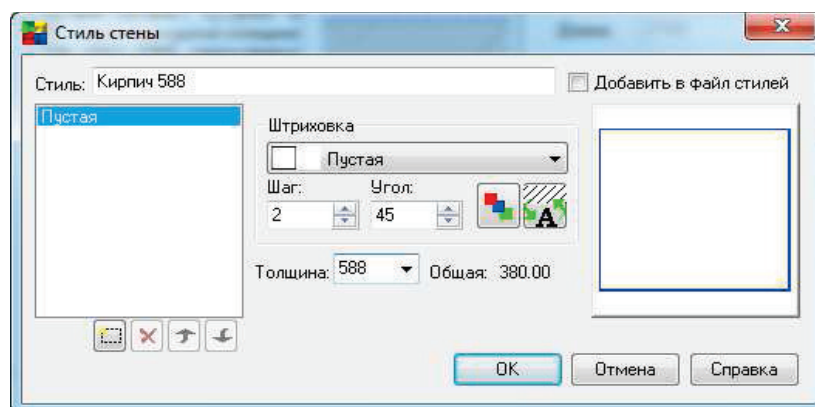 Стиль стены
Стиль: Кирпич 588
Добавить в файл стилей
Пустая
Штриховка
Пустая
Шаг: Угол:
2 45
A
Толщина: 588 Общая: 380.00
OK Отмена Справка